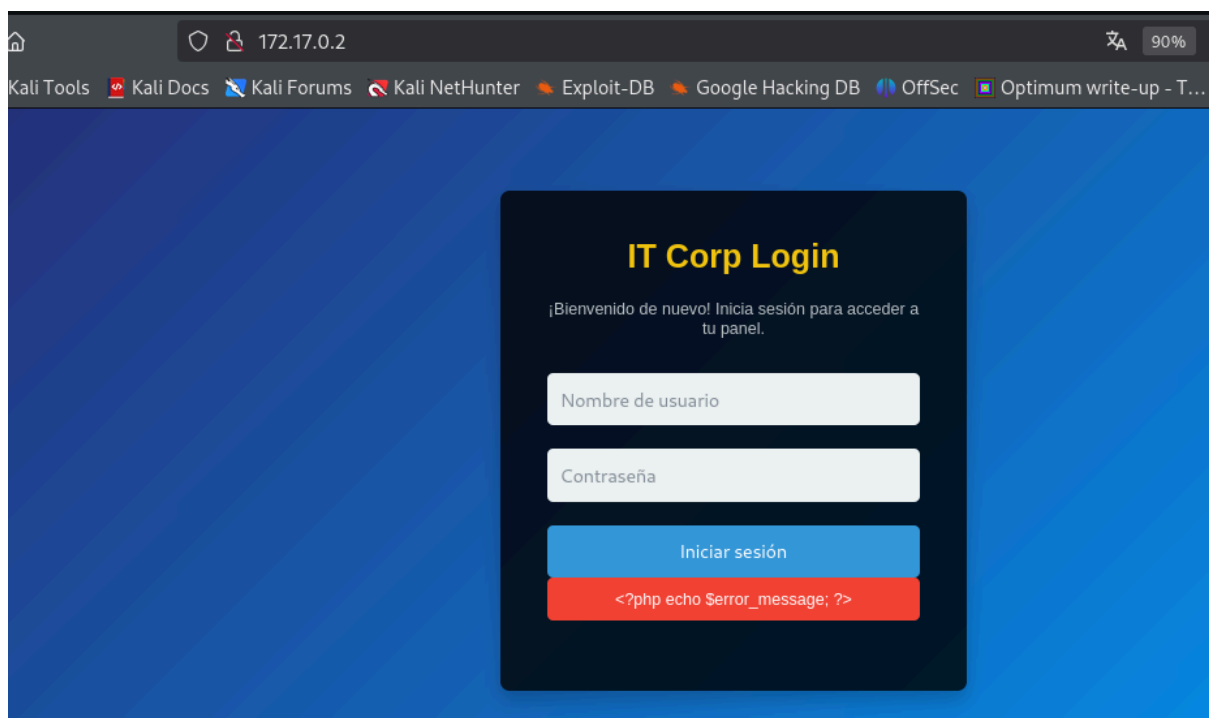 172.17.0.2 90%
Kali Tools Kali Docs Kali Forums Kali NetHunter Exploit-DB Google Hacking DB OffSec Optimum write-up - T...
IT Corp Login
¡Bienvenido de nuevo! Inicia sesión para acceder a
tu panel.
Nombre de usuario
Contraseña
Iniciar sesión
<?php echo $error_message; ?>